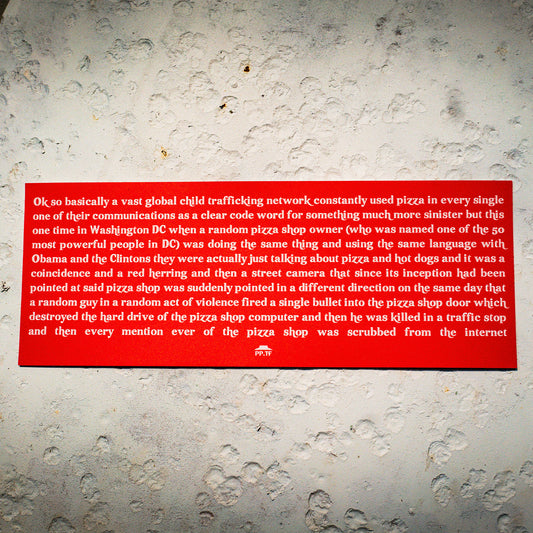 Ok so basically a vast global child trafficking network constantly used pizza in every single
one of their communications as a clear code word for something much more sinister but this
one time in Washington DC when a random pizza shop owner (who was named one of the 50
most powerful people in DC) was doing the same thing and using the same language with
Obama and the Clintons they were actually just talking about pizza and hot dogs and it was a
coincidence and a red herring and then a street camera that since its inception had been
pointed at said pizza shop was suddenly pointed in a different direction on the same day that
a random guy in a random act of violence fired a single bullet into the pizza shop door which
destroyed the hard drive of the pizza shop computer and then he was killed in a traffic stop
and then every mention ever of the pizza shop was scrubbed from the internet
PP.TF